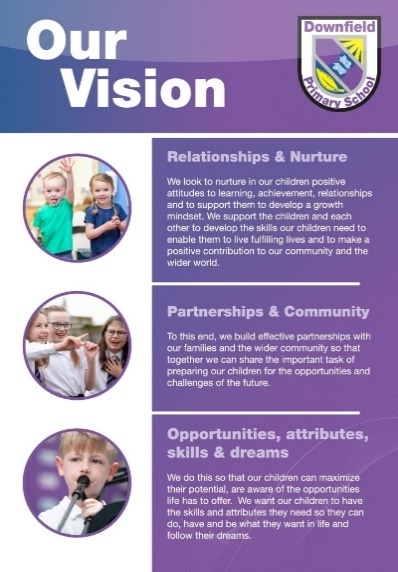 Our
Vision
Downfield
Primary School
Relationships & Nurture
We look to nurture in our children positive
attitudes to learning, achievement, relationships
and to support them to develop a growth
mindset. We support the children and each
other to develop the skills our children need to
enable them to live fulfilling lives and to make a
positive contribution to our community and the
wider world.
Partnerships & Community
To this end, we build effective partnerships with
our families and the wider community so that
together we can share the important task of
preparing our children for the opportunities and
challenges of the future.
Opportunities, attributes,
skills & dreams
We do this so that our children can maximize
their potential, are aware of the opportunities
life has to offer. We want our children to have
the skills and attributes they need so they can
do, have and be what they want in life and
follow their dreams.